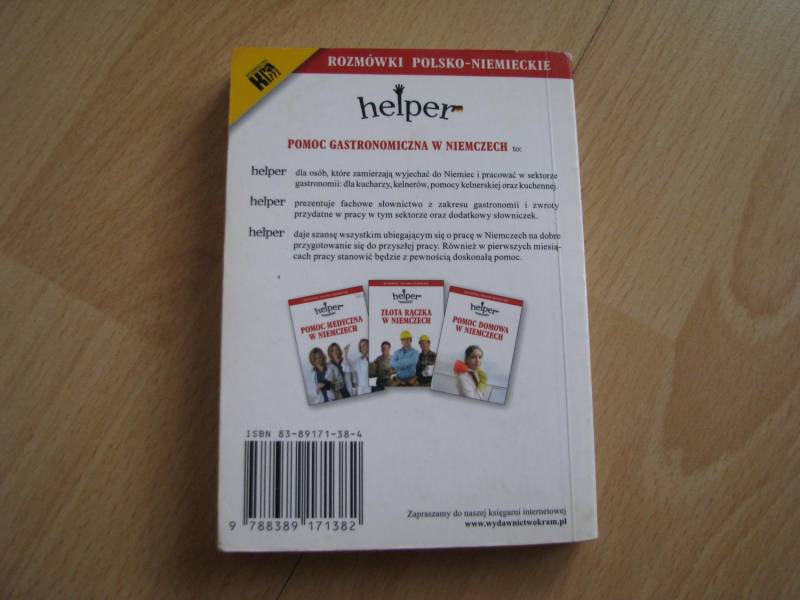 kram
ROZMÓWKI POLSKO-NIEMIECKIE
helper
POMOC GASTRONOMICZNA W NIEMCZECH to:
helper dla osób, które zamierzają wyjechać do Niemiec i pracować w sektorze
gastronomii: dla kucharzy, kelnerów, pomocy kelnerskiej oraz kuchennej.
helper prezentuje fachowe słownictwo z zakresu gastronomii i zwroty
przydatne w pracy w tym sektorze oraz dodatkowy słowniczek.
helper daje szansę wszystkim ubiegającym się o pracę w Niemczech na dobre
przygotowanie się do przyszłej pracy. Również w pierwszych miesią-
cach pracy stanowić będzie z pewnością doskonałą pomoc.
helper
POMOC MEDYCZNA
W NIEMCZECH
helper
ZŁOTA RĄCZKA
W NIEMCZECH
helper
POMOC DOMOWA
W NIEMCZECH
ISBN 83-89171-38-4
9 788389 171382
Zapraszamy do naszej księgarni internetowej
www.wydawnictwokram.pl